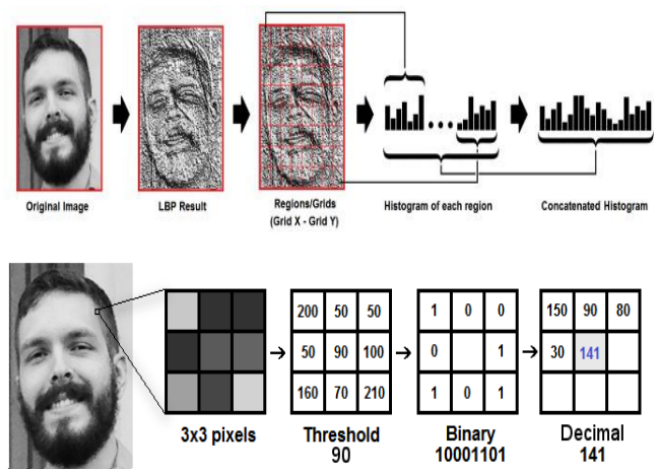 Original Image
LBP Result
Regions/Grids
(Grid X - Grid Y)
Histogram of each region
Concatenated Histogram
200 50 50
50 90 100
160 70 210
1 0 0
0 1
1 0 1
150 90 80
30 141
3x3 pixels
Threshold
90
Binary
10001101
Decimal
141